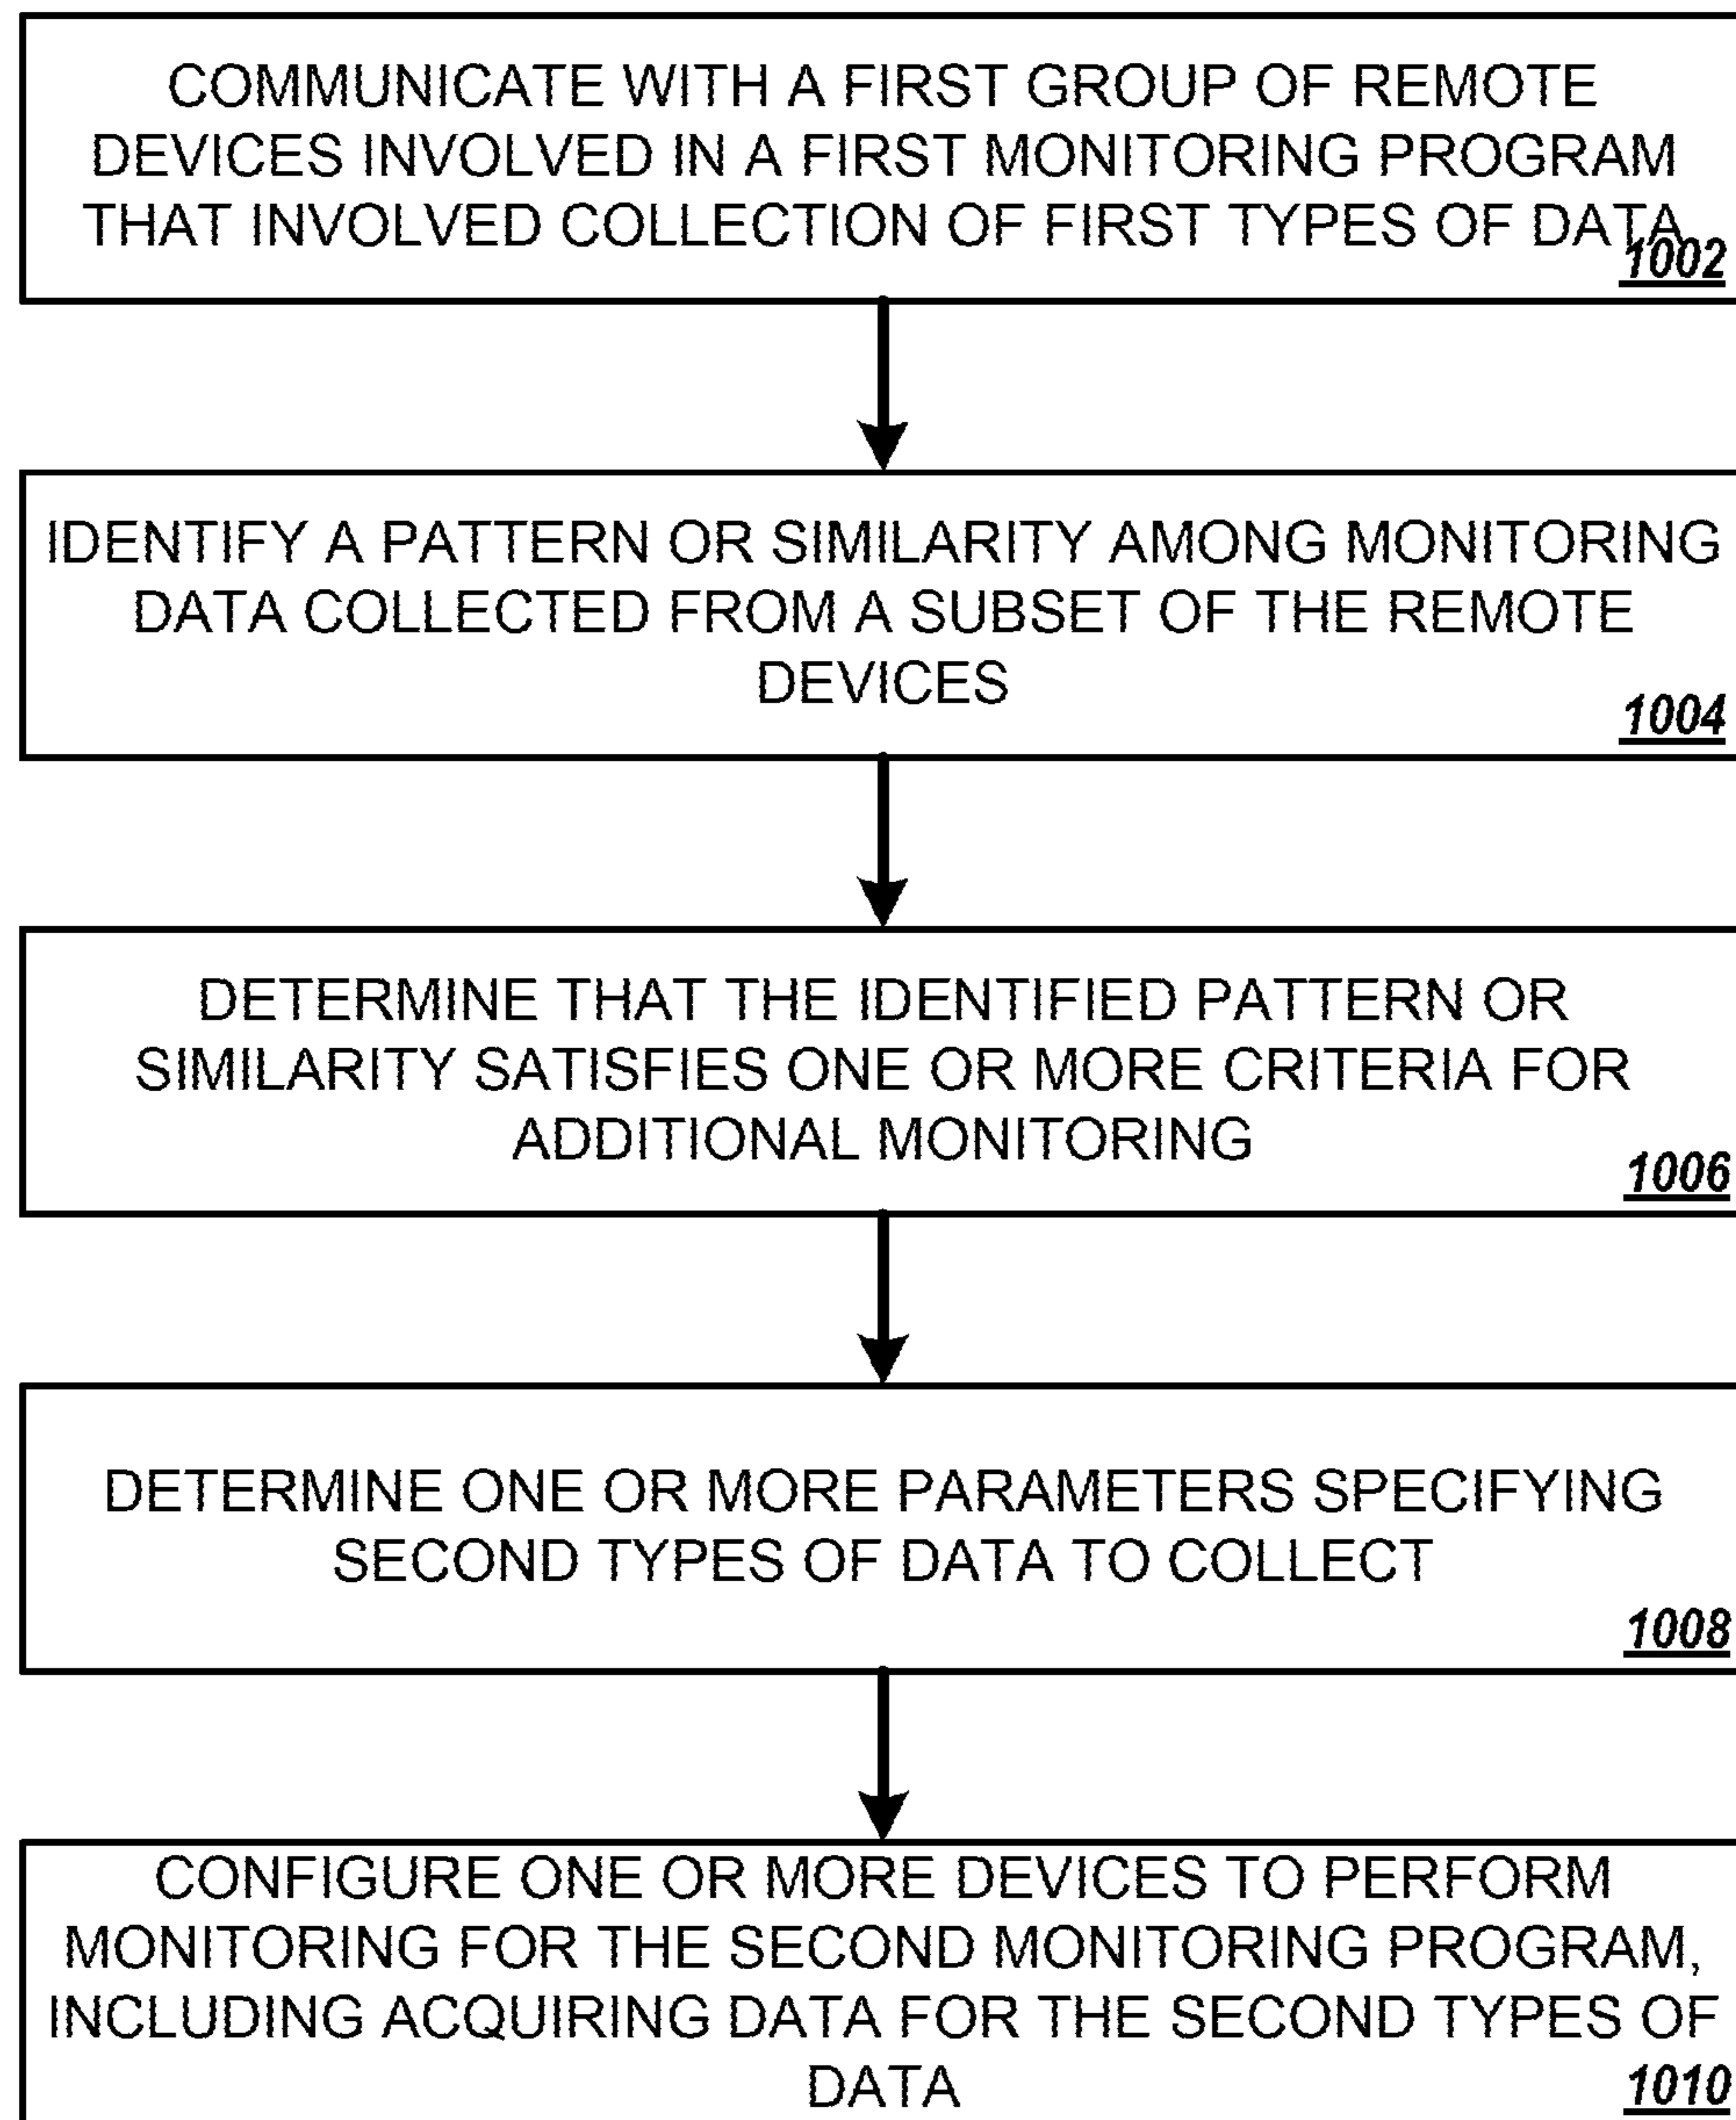 COMMUNICATE WITH A FIRST GROUP OF REMOTE
DEVICES INVOLVED IN A FIRST MONITORING PROGRAM
THAT INVOLVED COLLECTION OF FIRST TYPES OF DATA
1002
IDENTIFY A PATTERN OR SIMILARITY AMONG MONITORING
DATA COLLECTED FROM A SUBSET OF THE REMOTE
DEVICES
1004
DETERMINE THAT THE IDENTIFIED PATTERN OR
SIMILARITY SATISFIES ONE OR MORE CRITERIA FOR
ADDITIONAL MONITORING
1006
DETERMINE ONE OR MORE PARAMETERS SPECIFYING
SECOND TYPES OF DATA TO COLLECT
1008
CONFIGURE ONE OR MORE DEVICES TO PERFORM
MONITORING FOR THE SECOND MONITORING PROGRAM,
INCLUDING ACQUIRING DATA FOR THE SECOND TYPES OF
DATA
1010